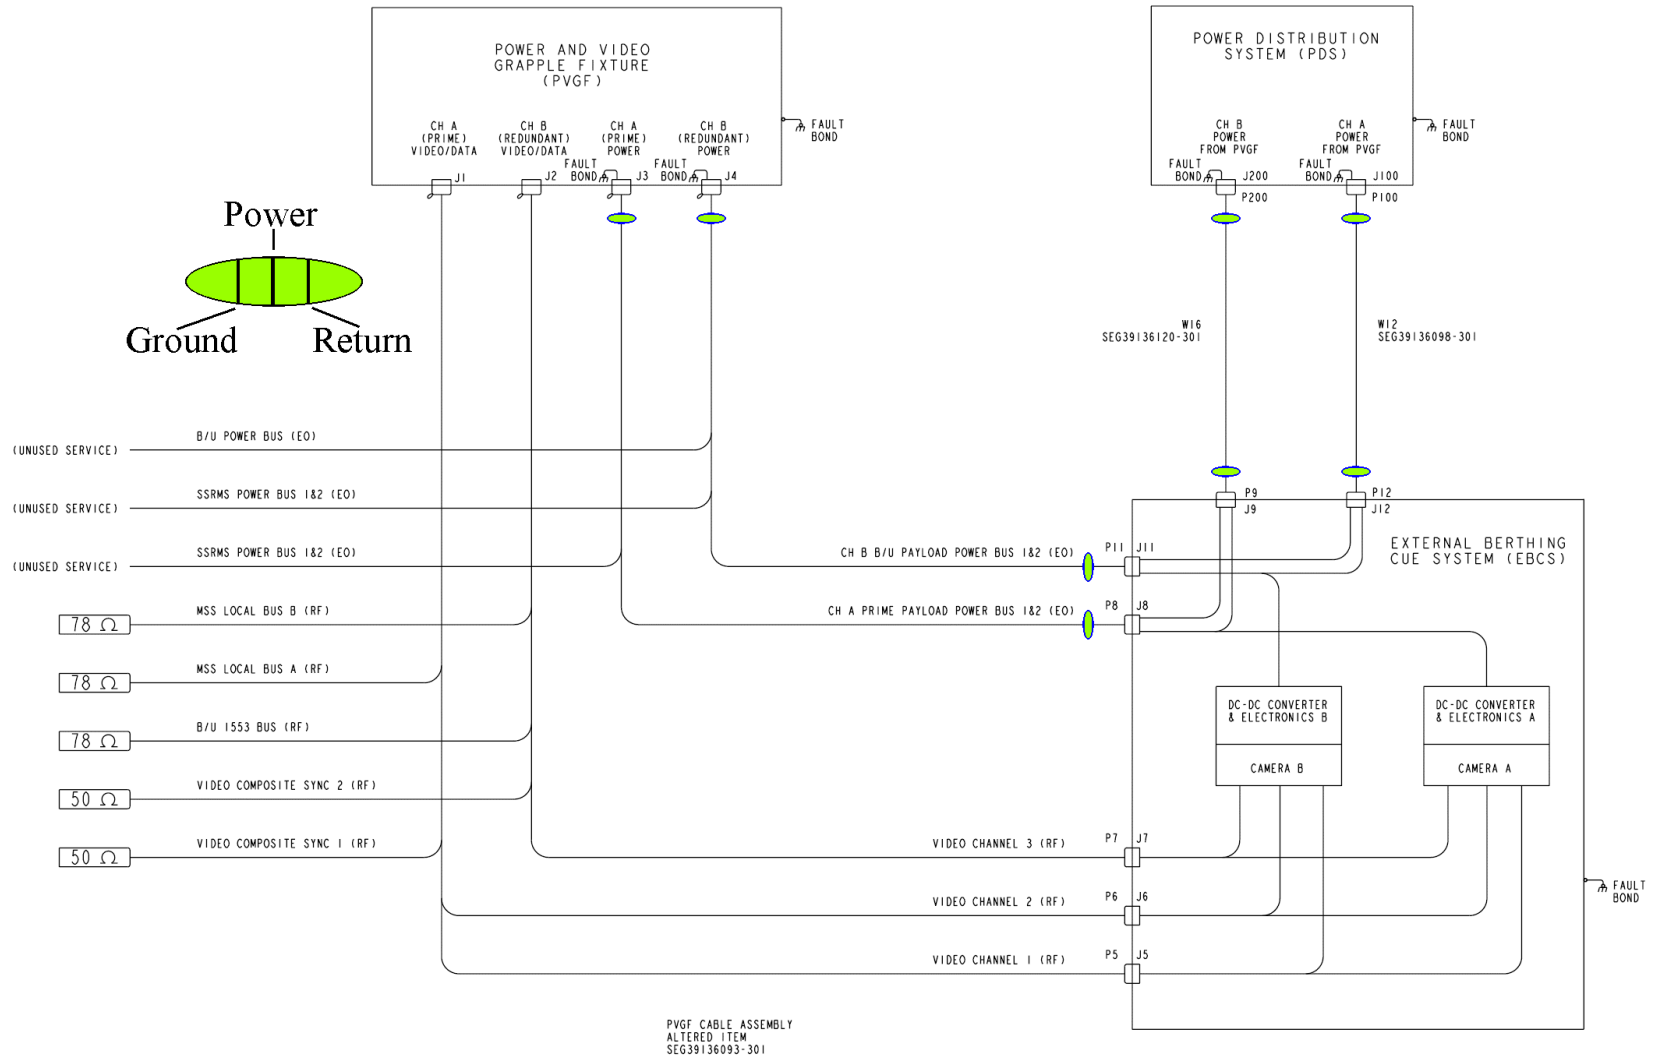 POWER AND VIDEO
GRAPPLE FIXTURE
(PVGF)
CH A
(PRIME)
VIDEO/DATA
CH B
(REDUNDANT)
VIDEO/DATA
CH A
(PRIME)
POWER
CH B
(REDUNDANT)
POWER
FAULT
BOND
FAULT
BOND
J1
J2
J3
J4
FAULT
BOND
POWER DISTRIBUTION
SYSTEM (PDS)
CH B
POWER
FROM PVGF
CH A
POWER
FROM PVGF
FAULT
BOND
FAULT
BOND
J200
P200
J100
P100
FAULT
BOND
Power
Ground
Return
W16
SEG39136120-301
W12
SEG39136098-301
(UNUSED SERVICE)
B/U POWER BUS (EO)
(UNUSED SERVICE)
SSRMS POWER BUS 1&2 (EO)
(UNUSED SERVICE)
SSRMS POWER BUS 1&2 (EO)
78 Ω
MSS LOCAL BUS B (RF)
78 Ω
MSS LOCAL BUS A (RF)
78 Ω
B/U 1553 BUS (RF)
50 Ω
VIDEO COMPOSITE SYNC 2 (RF)
50 Ω
VIDEO COMPOSITE SYNC 1 (RF)
CH B B/U PAYLOAD POWER BUS 1&2 (EO)
P11
J11
CH A PRIME PAYLOAD POWER BUS 1&2 (EO)
P8
J8
P9
J9
P12
J12
EXTERNAL BERTHING
CUE SYSTEM (EBCS)
DC-DC CONVERTER
& ELECTRONICS B
CAMERA B
DC-DC CONVERTER
& ELECTRONICS A
CAMERA A
VIDEO CHANNEL 3 (RF)
P7
J7
VIDEO CHANNEL 2 (RF)
P6
J6
VIDEO CHANNEL 1 (RF)
P5
J5
FAULT
BOND
PVGF CABLE ASSEMBLY
ALTERED ITEM
SEG39136093-301